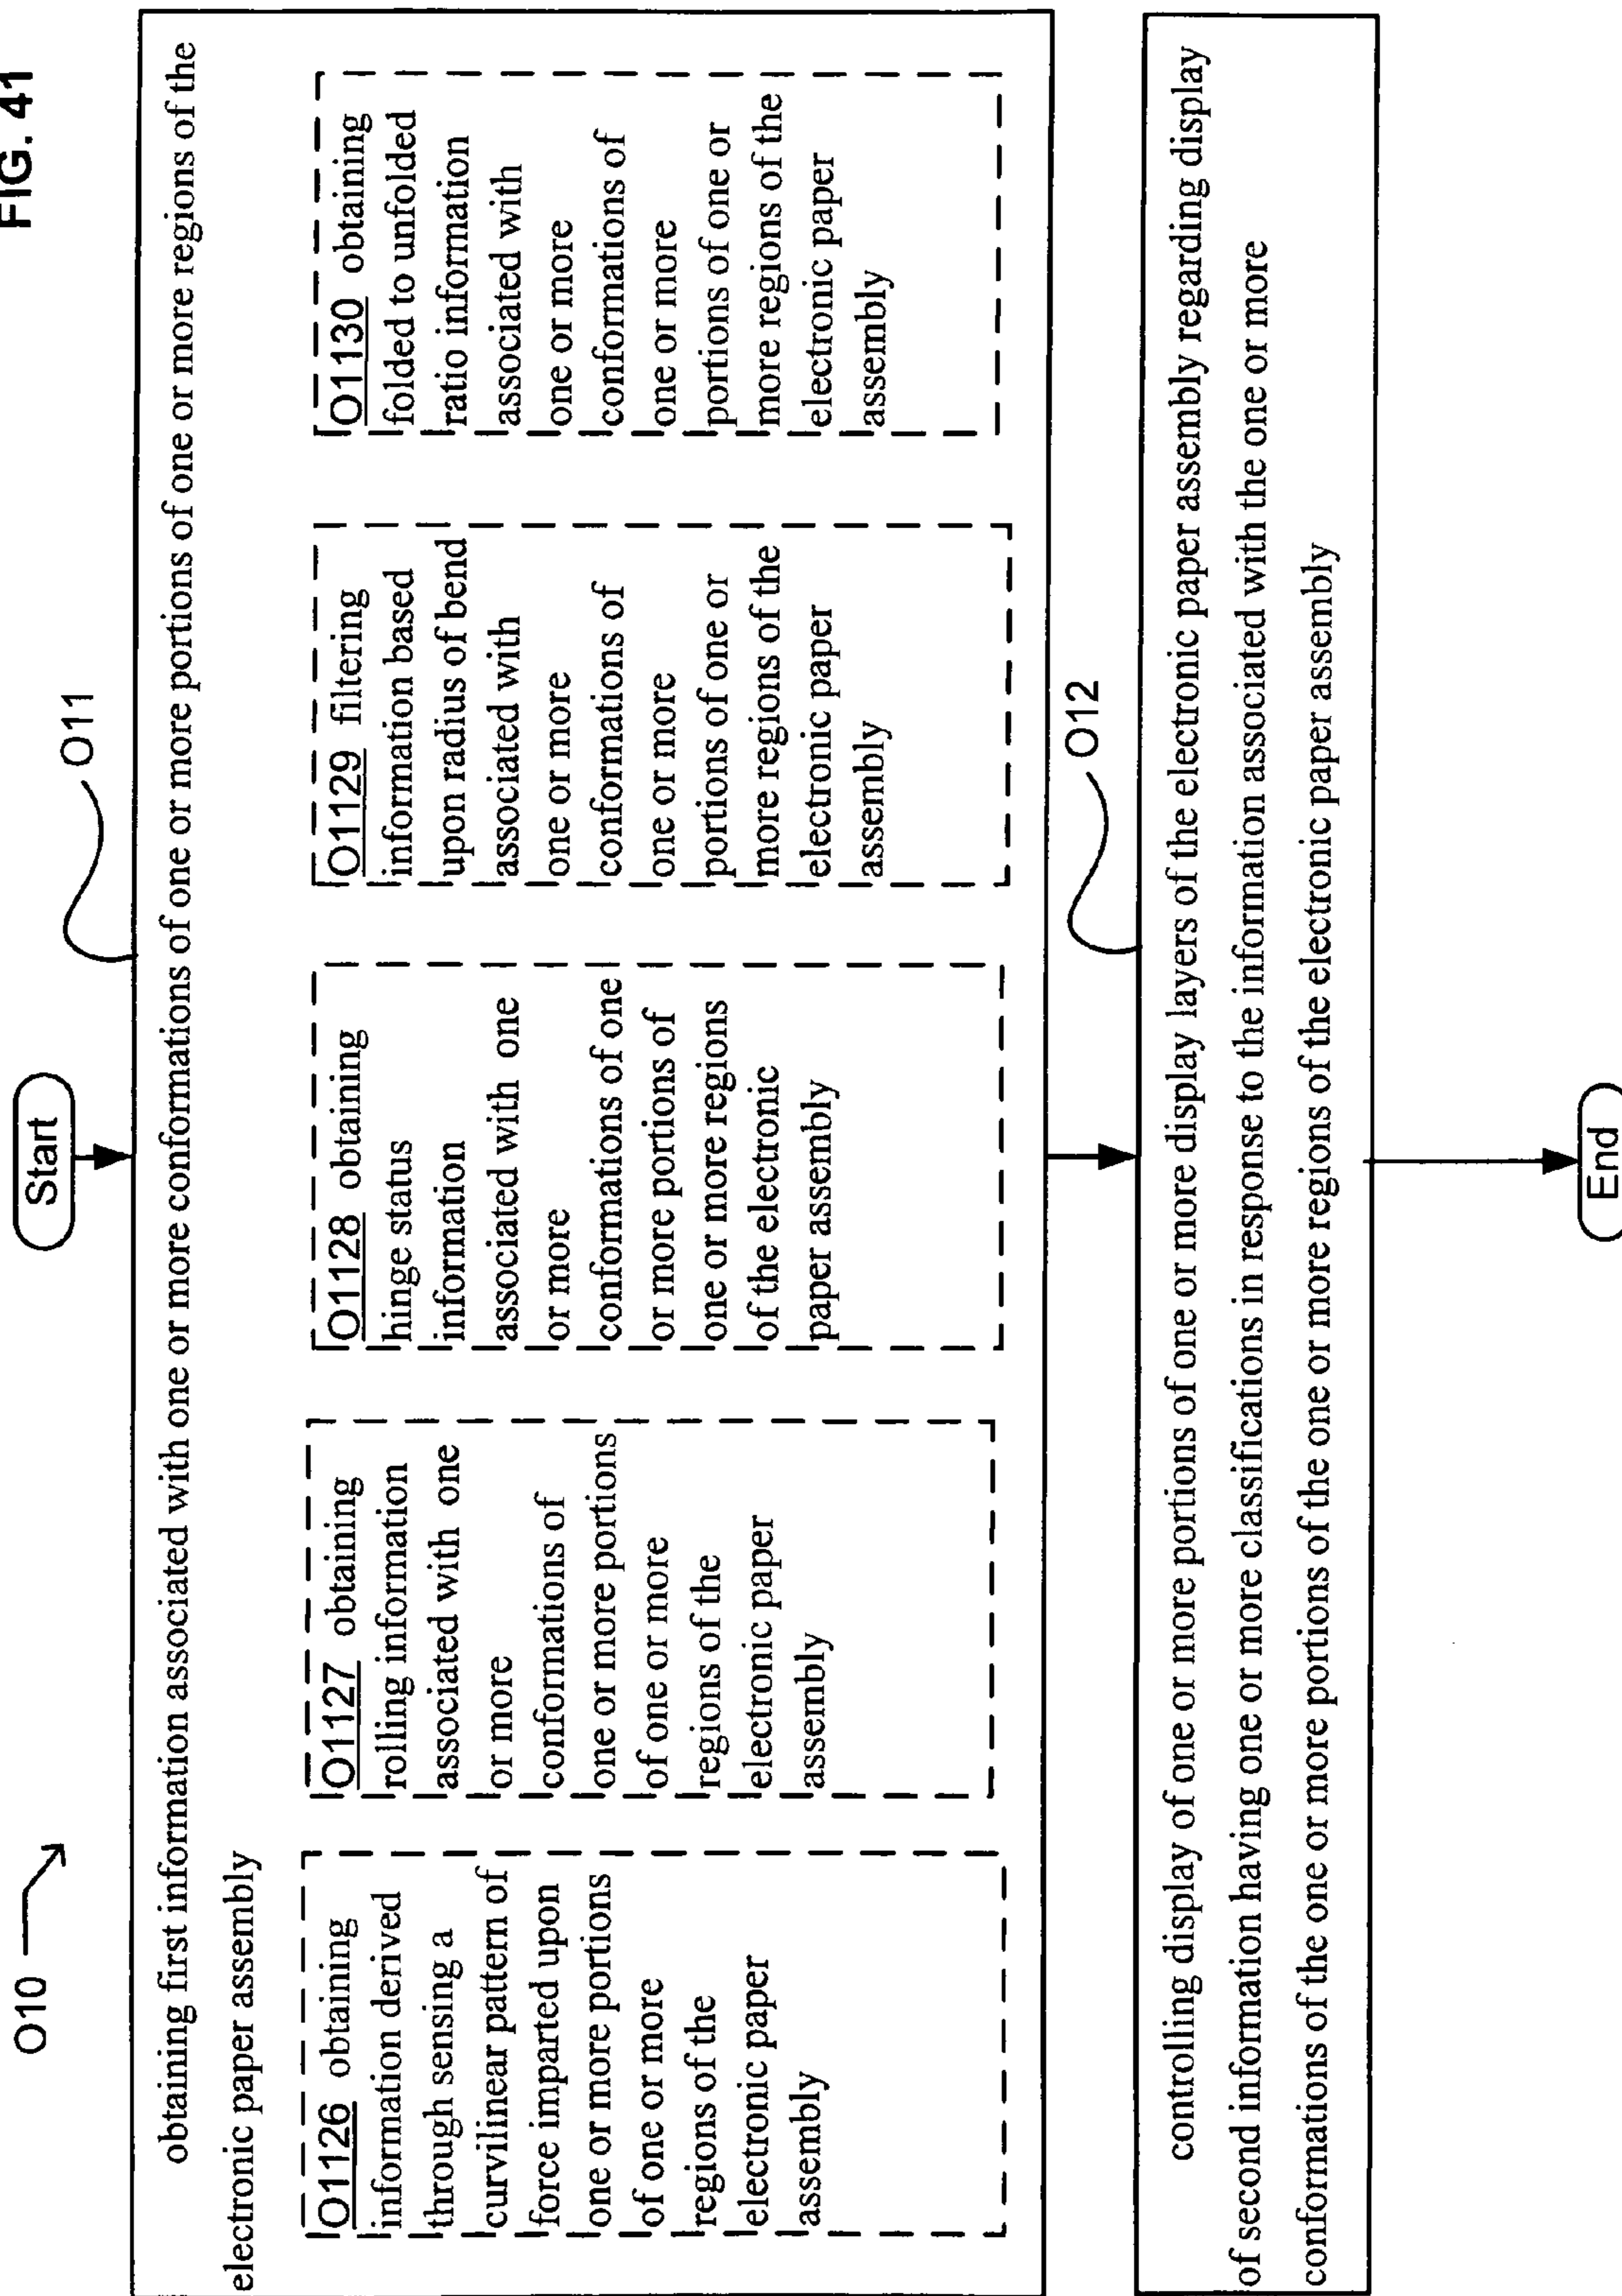 FIG. 41
O10
Start
O11
obtaining first information associated with one or more conformations of one or more portions of one or more regions of the
electronic paper assembly
O1126 obtaining
information derived
through sensing a
curvilinear pattern of
force imparted upon
one or more portions
of one or more
regions of the
electronic paper
assembly
O1127 obtaining
rolling information
associated with one
or more
conformations of
one or more portions
of one or more
regions of the
electronic paper
assembly
O1128 obtaining
hinge status
information
associated with one
or more
conformations of one
or more portions of
one or more regions
of the electronic
paper assembly
O1129 filtering
information based
upon radius of bend
associated with
one or more
conformations of
one or more
portions of one or
more regions of the
electronic paper
assembly
O1130 obtaining
folded to unfolded
ratio information
associated with
one or more
conformations of
one or more
portions of one or
more regions of the
electronic paper
assembly
O12
controlling display of one or more portions of one or more display layers of the electronic paper assembly regarding display
of second information having one or more classifications in response to the information associated with the one or more
conformations of the one or more portions of the one or more regions of the electronic paper assembly
End